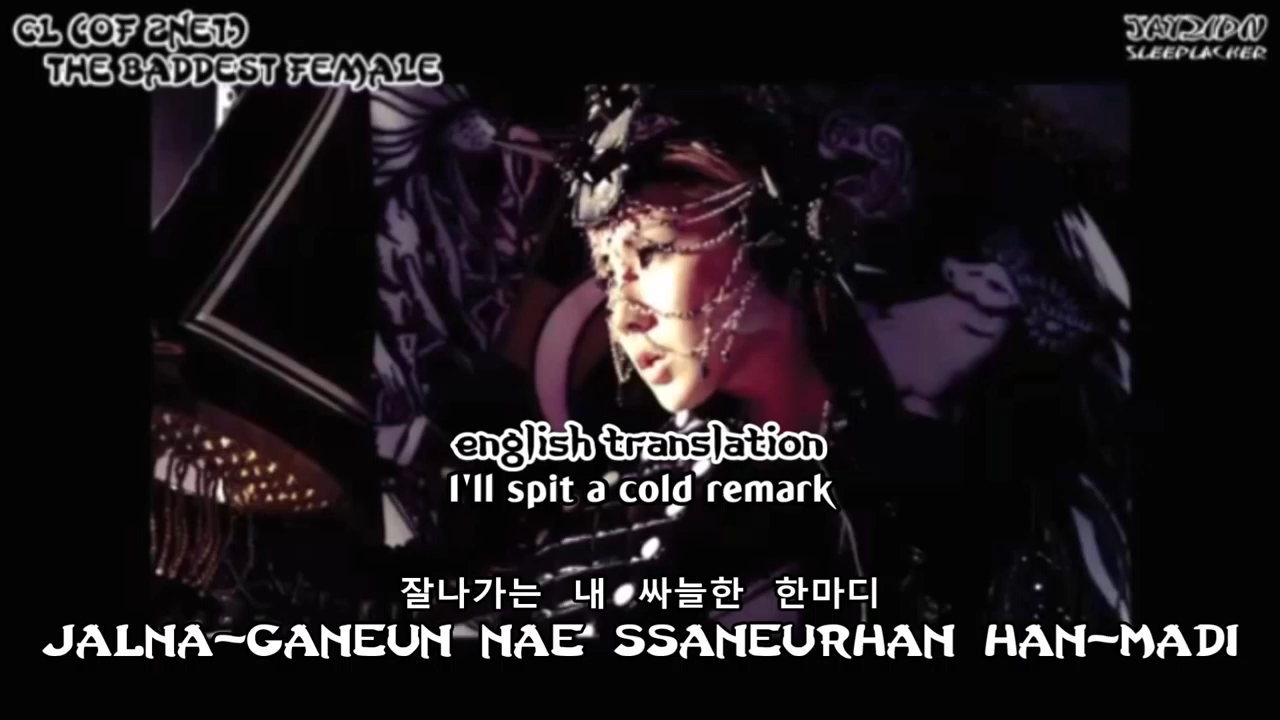 CL (OF 2NE1)
THE BADDEST FEMALE
SLEEPLACKER
english translation
I'll spit a cold remark
잘나가는 내 싸늘한 한마디
JALNA~GANEUN NAE SSANEURHAN HAN~MADI